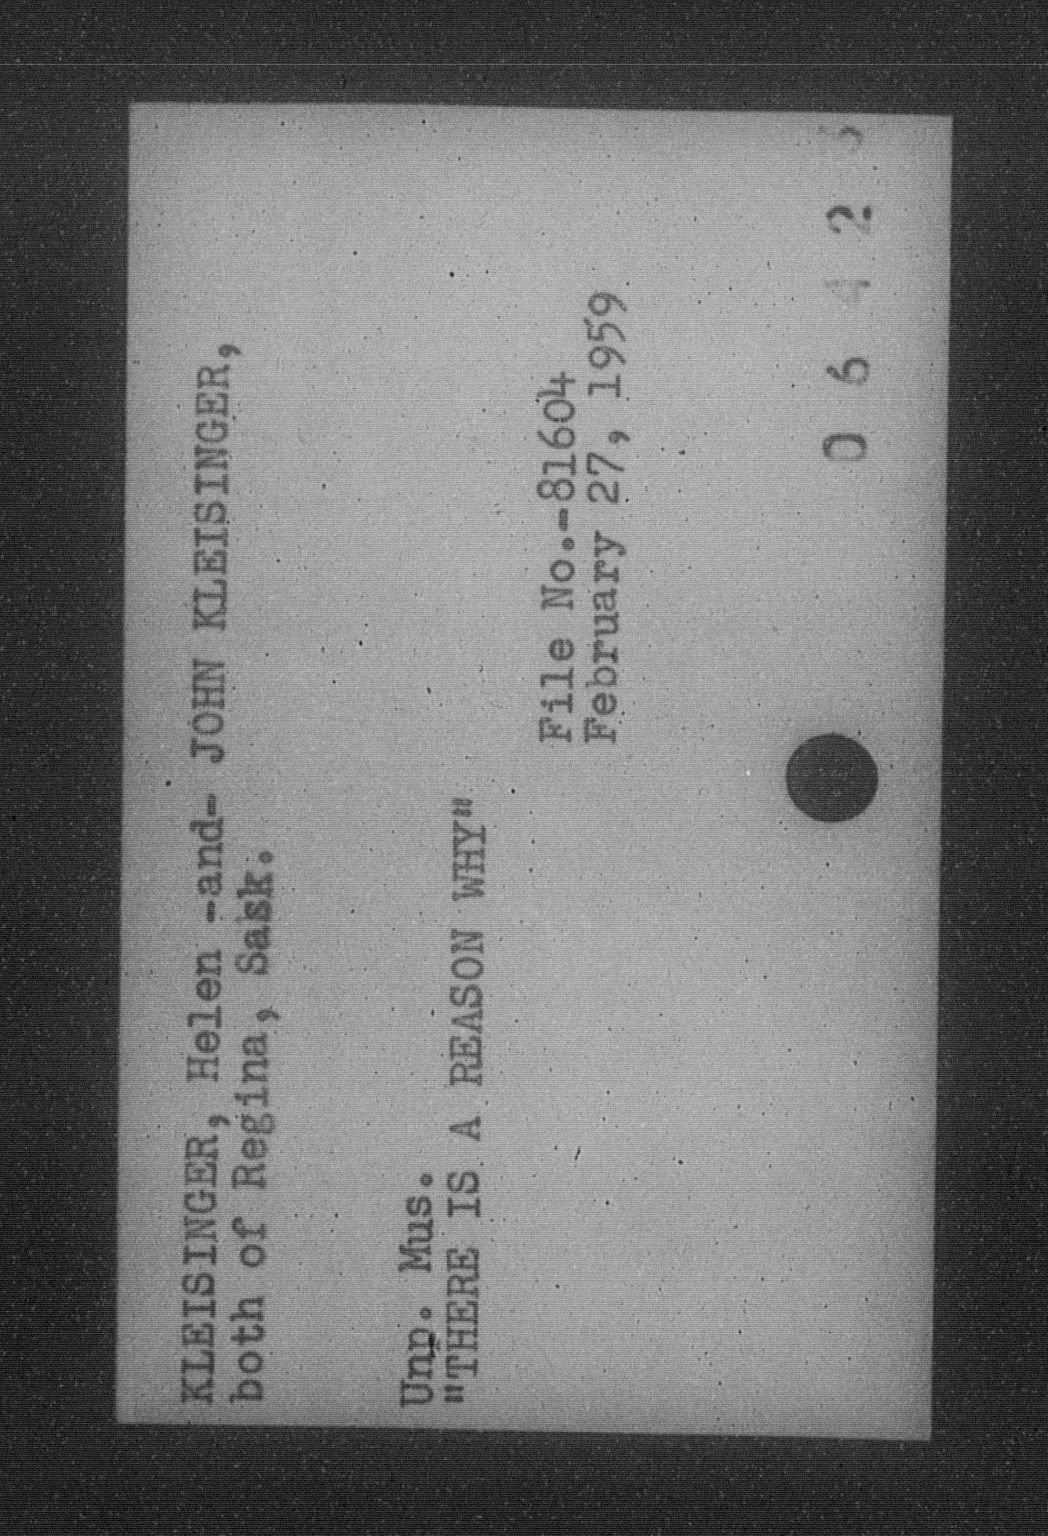 KLEISINGER, Helen -and- JOHN KLEISINGER,
both of Regina, Sask.
Unp. Mus.
"THERE IS A REASON WHY"
File No.-81604
February 27, 1959
0 6 4 2